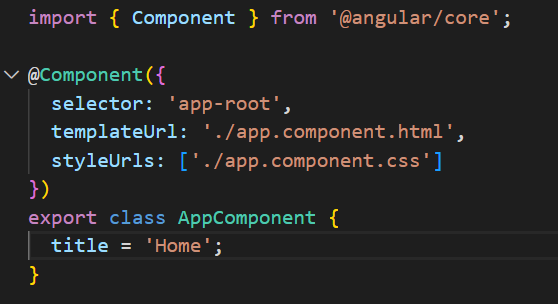 import { Component } from '@angular/core';
@Component({
selector: 'app-root',
templateUrl: './app.component.html',
styleUrls: ['./app.component.css']
})
export class AppComponent {
title = 'Home';
}